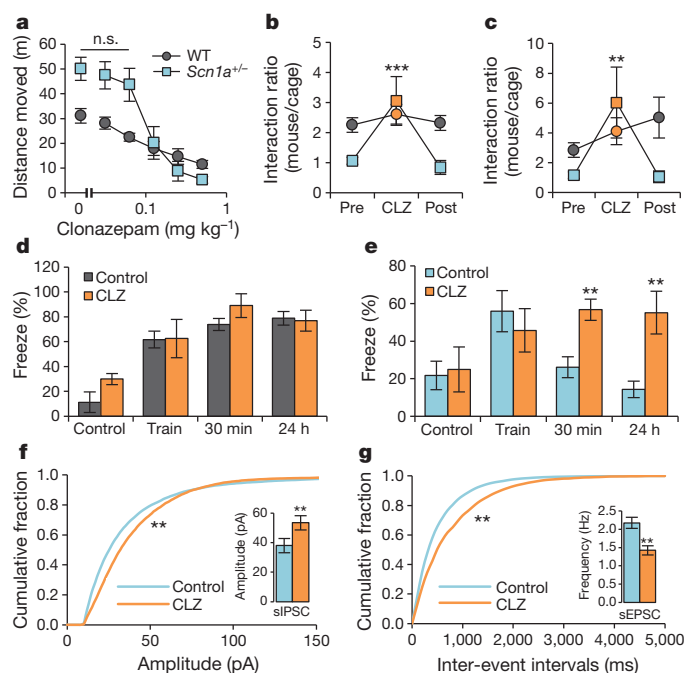 a
n.s.
WT
Scn1a+/−
Distance moved (m)
60
50
40
30
20
10
0
0
0.1
1
Clonazepam (mg kg−1)
b
Interaction ratio
(mouse/cage)
6
5
4
3
2
1
0
***
Pre
CLZ
Post
c
Interaction ratio
(mouse/cage)
10
8
6
4
2
0
**
Pre
CLZ
Post
d
Freeze (%)
120
100
80
60
40
20
0
Control
CLZ
Control
Train
30 min
24 h
e
Freeze (%)
80
60
40
20
0
Control
CLZ
**
**
Control
Train
30 min
24 h
f
Cumulative fraction
1.0
0.8
0.6
0.4
0.2
0.0
**
Control
CLZ
Amplitude (pA)
60
40
20
0
**
sIPSC
0
50
100
150
Amplitude (pA)
g
Cumulative fraction
1.0
0.8
0.6
0.4
0.2
0.0
**
Control
CLZ
Frequency (Hz)
2.5
2.0
1.5
1.0
0.5
0
**
sEPSC
0
1,000
2,000
3,000
4,000
5,000
Inter-event intervals (ms)